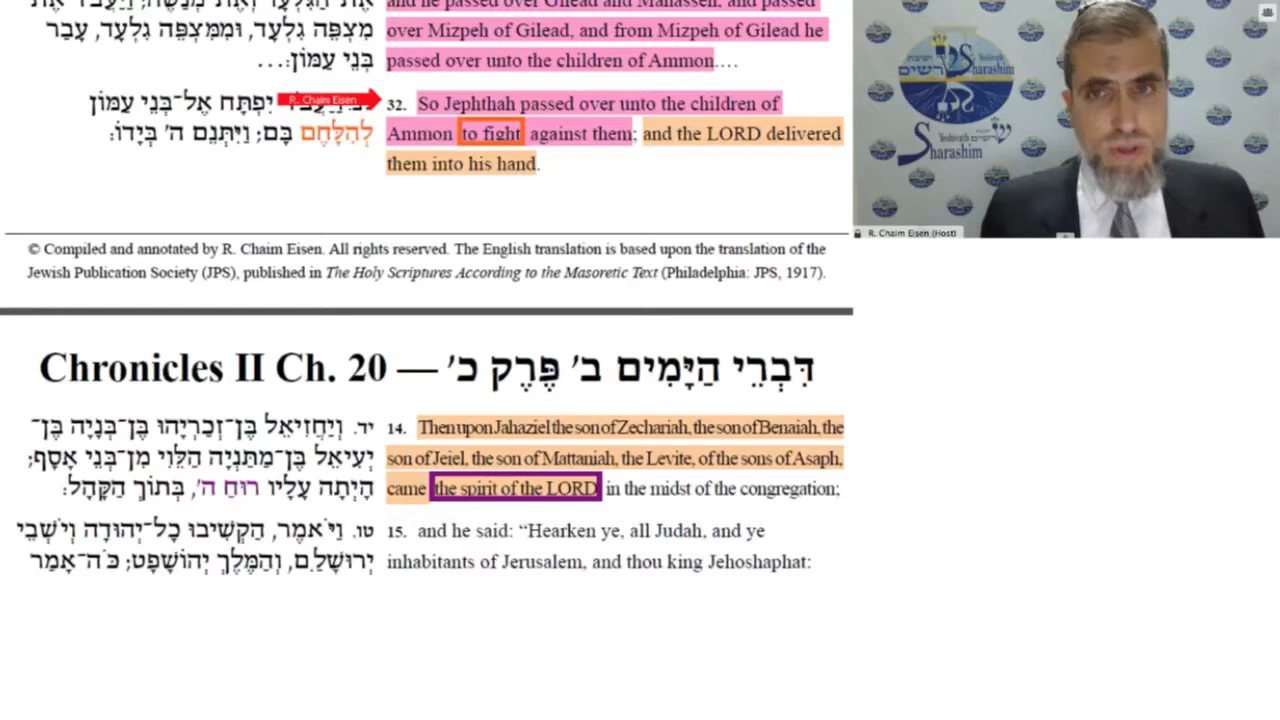 אֶת הַגִּלְעָד וְאֶת מְנַשֶּׁה; וַיַּעֲבֹר אֶת
מִצְפֵּה גִלְעָד, וּמִמִּצְפֵּה גִלְעָד, עָבַר
בְּנֵי עַמּוֹן:…
and he passed over Gilead and Manasseh, and passed
over Mizpeh of Gilead, and from Mizpeh of Gilead he
passed over unto the children of Ammon….
יִפְתָּח אֶל־בְּנֵי עַמּוֹן
לְהִלָּחֶם בָּם; וַיִּתְּנֵם ה' בְּיָדוֹ:
R. Chaim Eisen
32. So Jephthah passed over unto the children of
Ammon to fight against them; and the LORD delivered
them into his hand.
© Compiled and annotated by R. Chaim Eisen. All rights reserved. The English translation is based upon the translation of the
Jewish Publication Society (JPS), published in The Holy Scriptures According to the Masoretic Text (Philadelphia: JPS, 1917).
Chronicles II Ch. 20 — דִּבְרֵי הַיָּמִים ב' פֶּרֶק כ'
יד. וְיַחֲזִיאֵל בֶּן־זְכַרְיָהוּ בֶּן־בְּנָיָה בֶּן־
יְעִיאֵל בֶּן־מַתַּנְיָה הַלֵּוִי מִן־בְּנֵי אָסָף;
הָיְתָה עָלָיו רוּחַ ה', בְּתוֹךְ הַקָּהָל:
14. Then upon Jahaziel the son of Zechariah, the son of Benaiah, the
son of Jeiel, the son of Mattaniah, the Levite, of the sons of Asaph,
came the spirit of the LORD in the midst of the congregation;
טו. וַיֹּאמֶר, הַקְשִׁיבוּ כָל־יְהוּדָה וְיֹשְׁבֵי
יְרוּשָׁלִַם, וְהַמֶּלֶךְ יְהוֹשָׁפָט; כֹּה־אָמַר
15. and he said: “Hearken ye, all Judah, and ye
inhabitants of Jerusalem, and thou king Jehoshaphat:
ישיבת
שרשים
Sharashim
Yeshivath
שרשים
Sharashim
R. Chaim Eisen (Host)